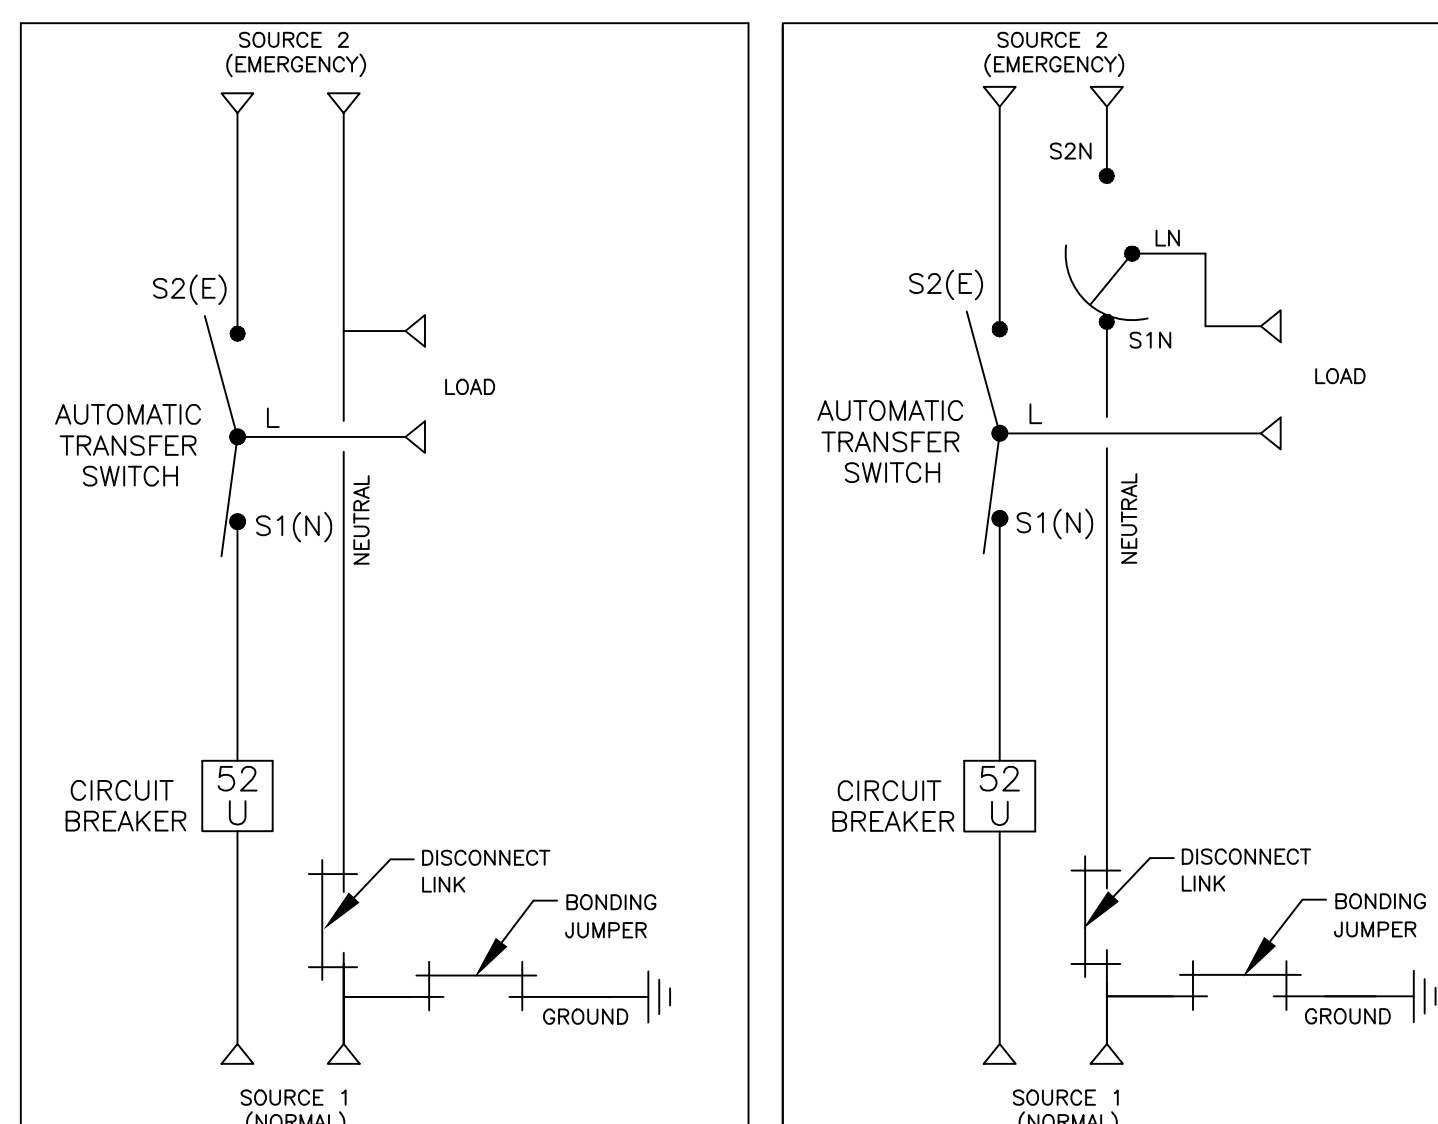 SOURCE 2
(EMERGENCY)
S2(E)
LOAD
AUTOMATIC
TRANSFER
SWITCH
L
S1(N)
NEUTRAL
52
U
CIRCUIT
BREAKER
DISCONNECT
LINK
BONDING
JUMPER
GROUND
SOURCE 1
(NORMAL)
SOURCE 2
(EMERGENCY)
S2N
LN
S2(E)
S1N
LOAD
AUTOMATIC
TRANSFER
SWITCH
L
S1(N)
NEUTRAL
52
U
CIRCUIT
BREAKER
DISCONNECT
LINK
BONDING
JUMPER
GROUND
SOURCE 1
(NORMAL)